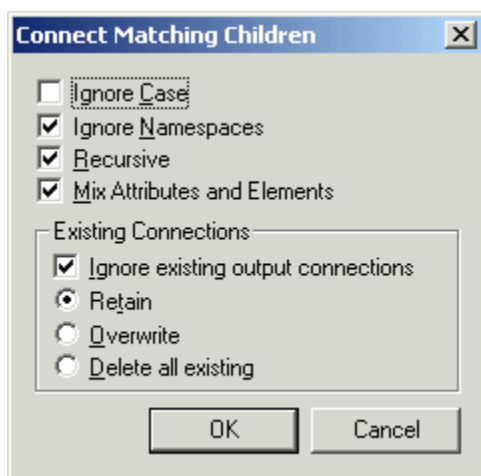 Connect Matching Children
Ignore Case
Ignore Namespaces
Recursive
Mix Attributes and Elements
Existing Connections
Ignore existing output connections
Retain
Overwrite
Delete all existing
OK Cancel